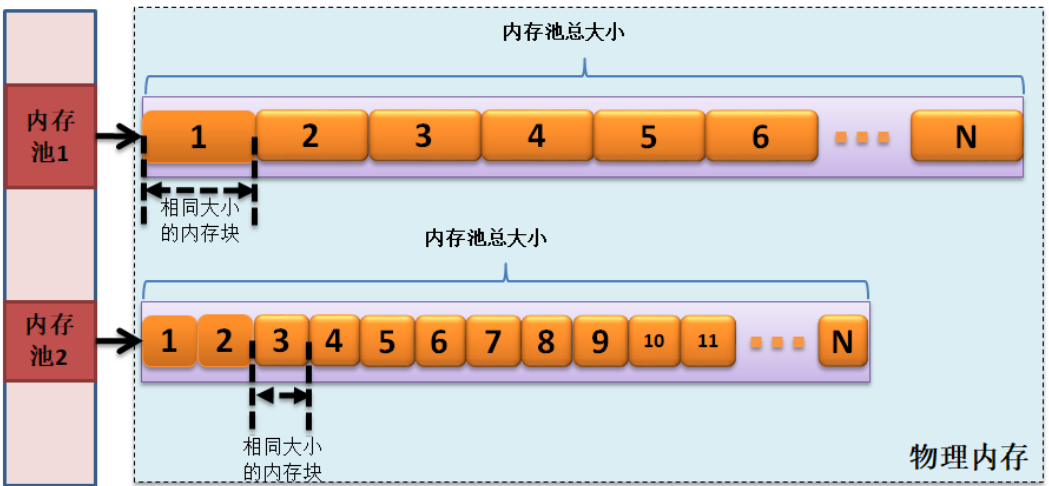 内存池总大小
内存
池1
1 2 3 4 5 6 N
相同大小
的内存块
内存池总大小
内存
池2
1 2 3 4 5 6 7 8 9 10 11 N
相同大小
的内存块
物理内存